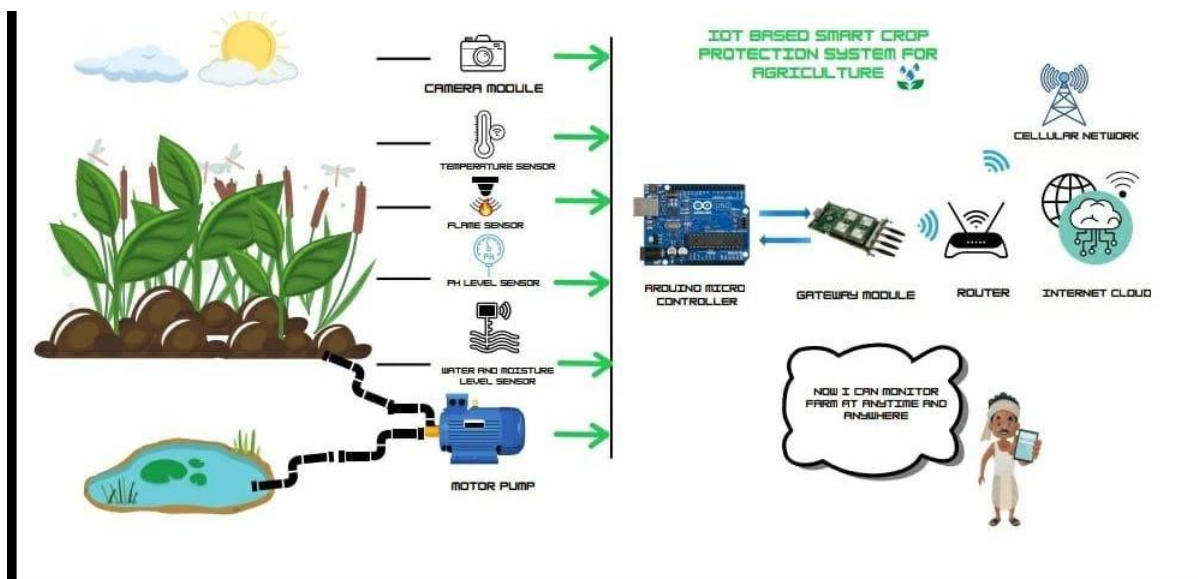 IOT BASED SMART CROP
PROTECTION SYSTEM FOR
AGRICULTURE
CAMERA MODULE
TEMPERATURE SENSOR
FLAME SENSOR
PH
PH LEVEL SENSOR
WATER AND MOISTURE
LEVEL SENSOR
MOTOR PUMP
UNO
ARDUINO
ARDUINO MICRO
CONTROLLER
GATEWAY MODULE
ROUTER
CELLULAR NETWORK
INTERNET CLOUD
NOW I CAN MONITOR
FARM AT ANYTIME AND
ANYWHERE